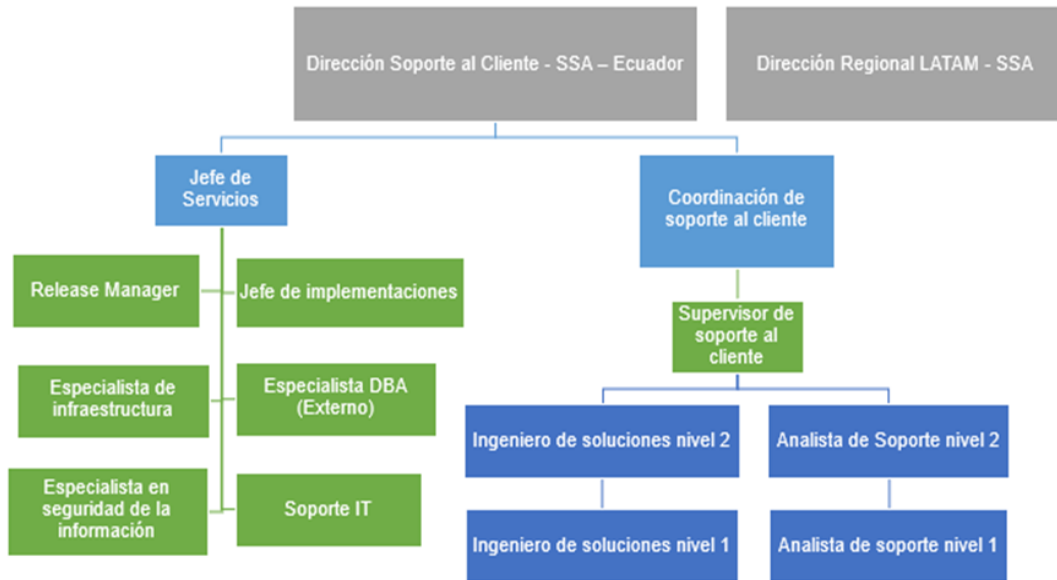 Dirección Soporte al Cliente - SSA – Ecuador
Dirección Regional LATAM - SSA
Jefe de
Servicios
Coordinación de
soporte al cliente
Release Manager
Jefe de implementaciones
Supervisor de
soporte al
cliente
Especialista de
infraestructura
Especialista DBA
(Externo)
Ingeniero de soluciones nivel 2
Analista de Soporte nivel 2
Especialista en
seguridad de la
información
Soporte IT
Ingeniero de soluciones nivel 1
Analista de soporte nivel 1